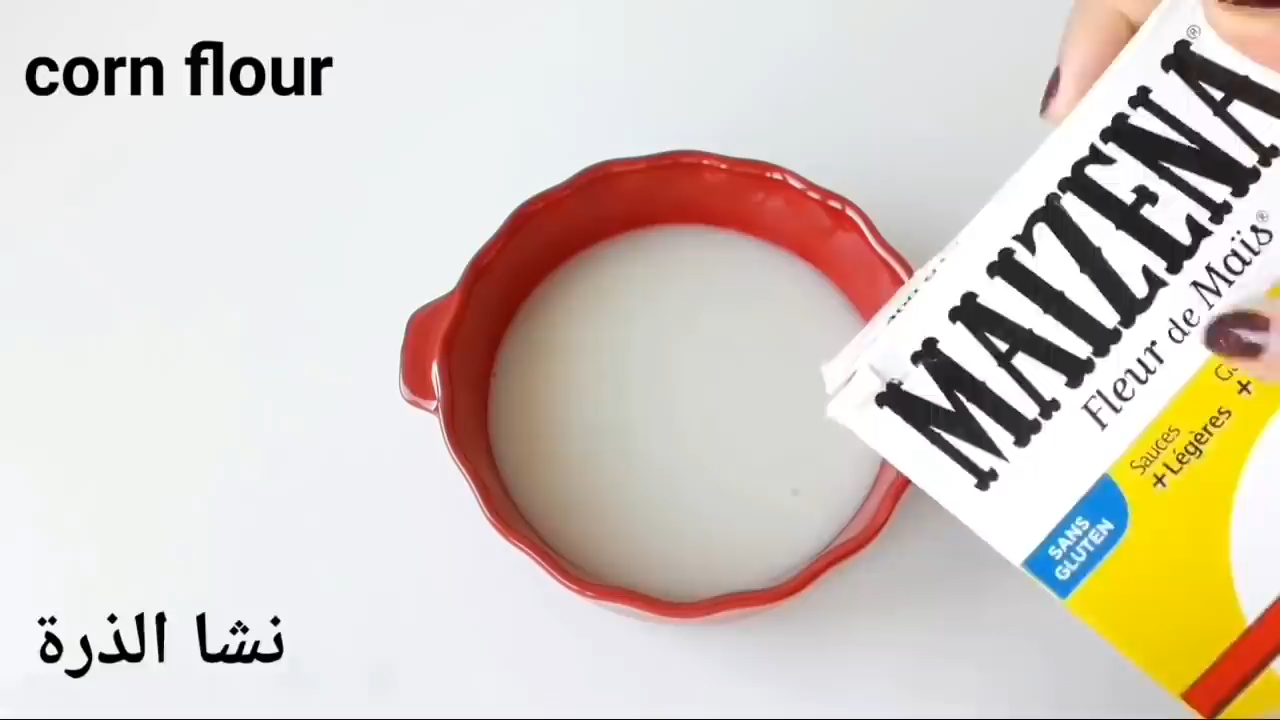 corn flour
MAIZENA®
Fleur de Maïs®
Sauces
+Légères +
SANS
GLUTEN
نشا الذرة